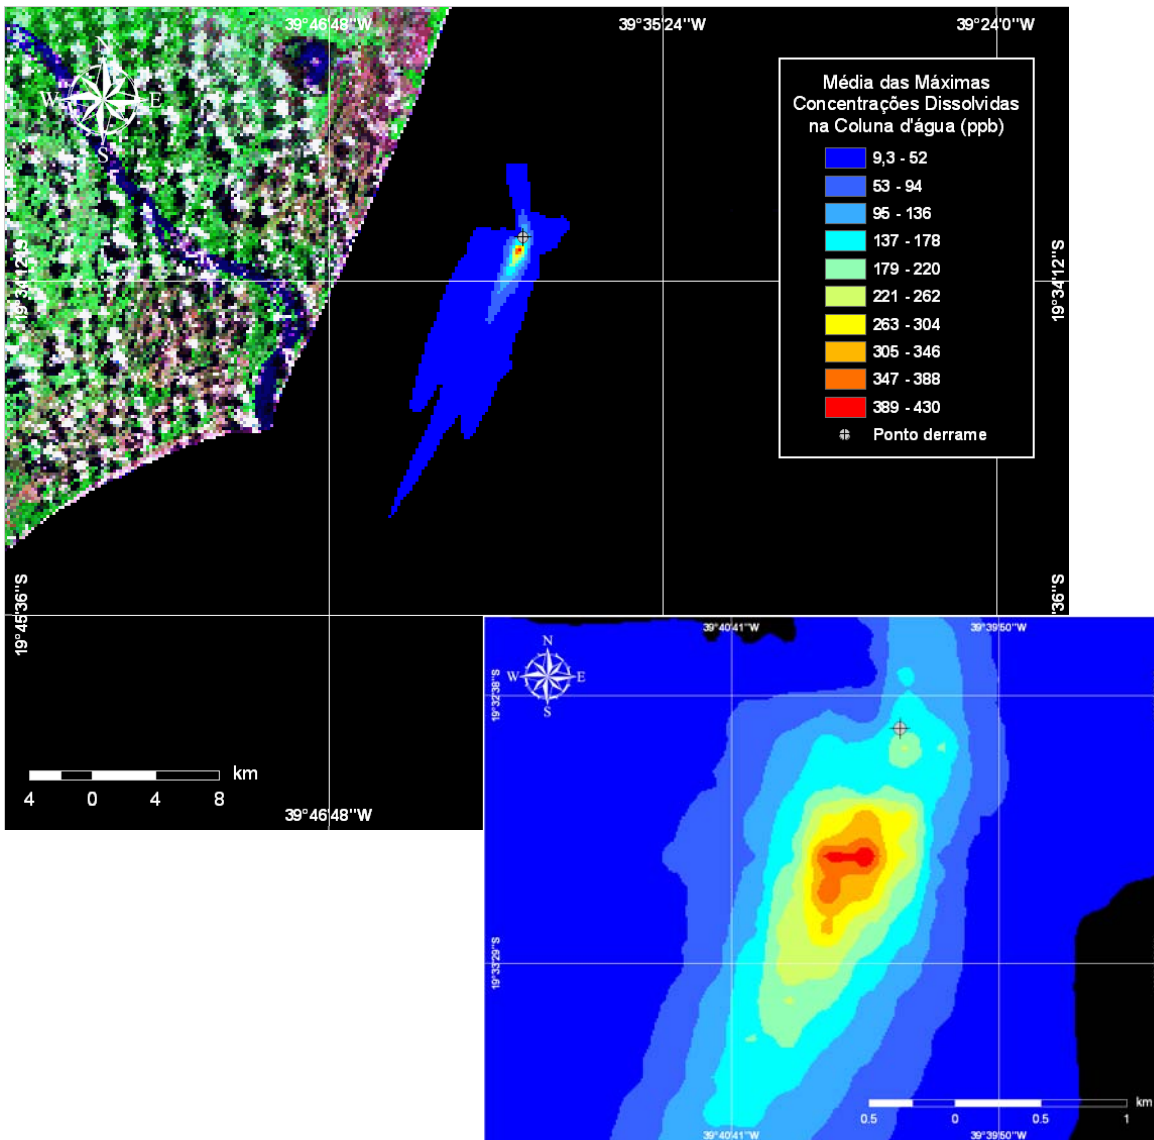 39°46'48''W
39°35'24''W
39°24'0''W
N
W
E
S
Média das Máximas
Concentrações Dissolvidas
na Coluna d'água (ppb)
9,3 - 52
53 - 94
95 - 136
137 - 178
179 - 220
221 - 262
263 - 304
305 - 346
347 - 388
389 - 430
Ponto derrame
19°34'12''S
19°34'12''S
19°45'36''S
'36''S
km
4 0 4 8
39°46'48''W
39°40'41''W
39°39'50''W
N
W
E
S
19°32'38''S
19°33'29''S
km
0.5 0 0.5 1
39°40'41''W
39°39'50''W